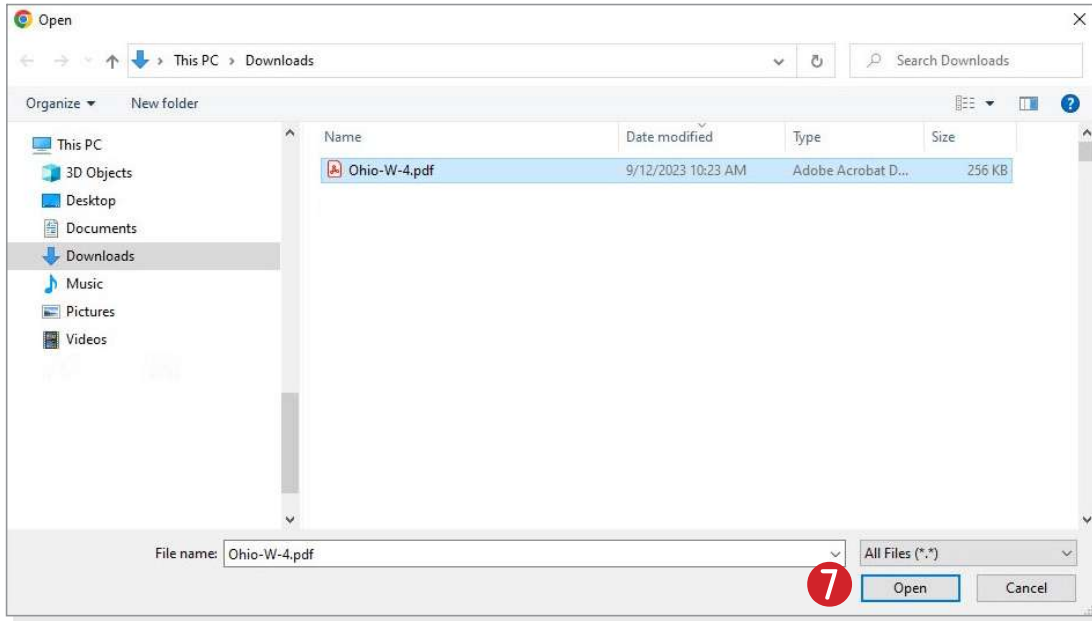 Open
This PC > Downloads
Search Downloads
Organize
New folder
This PC
3D Objects
Desktop
Documents
Downloads
Music
Pictures
Videos
Name Date modified Type Size
Ohio-W-4.pdf 9/12/2023 10:23 AM Adobe Acrobat D... 256 KB
File name: Ohio-W-4.pdf
All Files (*.*)
7 Open Cancel